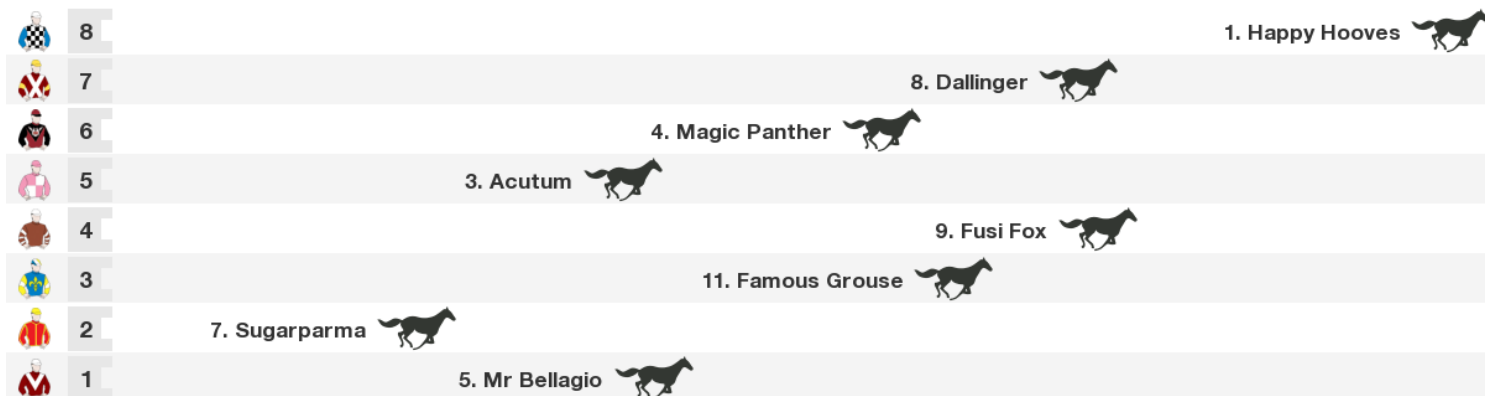 8 1. Happy Hooves
7 8. Dallinger
6 4. Magic Panther
5 3. Acutum
4 9. Fusi Fox
3 11. Famous Grouse
2 7. Sugarparma
1 5. Mr Bellagio